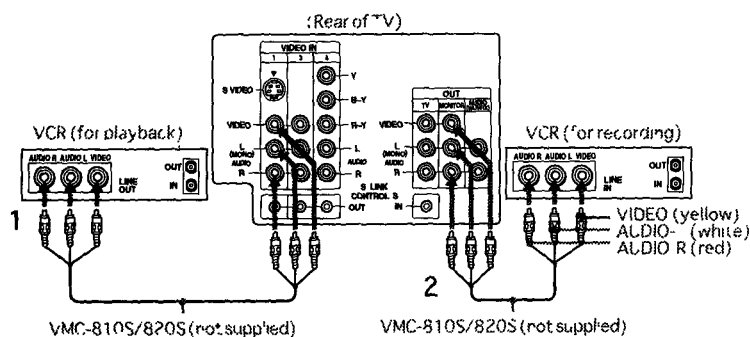 (Rear of TV)
VIDEO IN
1 3 4
S VIDEO
Y
B-Y
R-Y
VIDEO
L
(MONO)
AUDIO
R
L
AUDIO
R
S LINK
CONTROL S
OUT
IN
OUT
TV MONITOR AUDIO
VIDEO
L
(MONO)
AUDIO
R
VCR (for playback)
AUDIO R AUDIO L VIDEO
LINE
OUT
OUT
IN
1
VMC-810S/820S (not supplied)
VCR (for recording)
AUDIO R AUDIO L VIDEO
LINE
IN
OUT
IN
VIDEO (yellow)
AUDIO- (white)
AUDIO R (red)
2
VMC-810S/820S (not supplied)